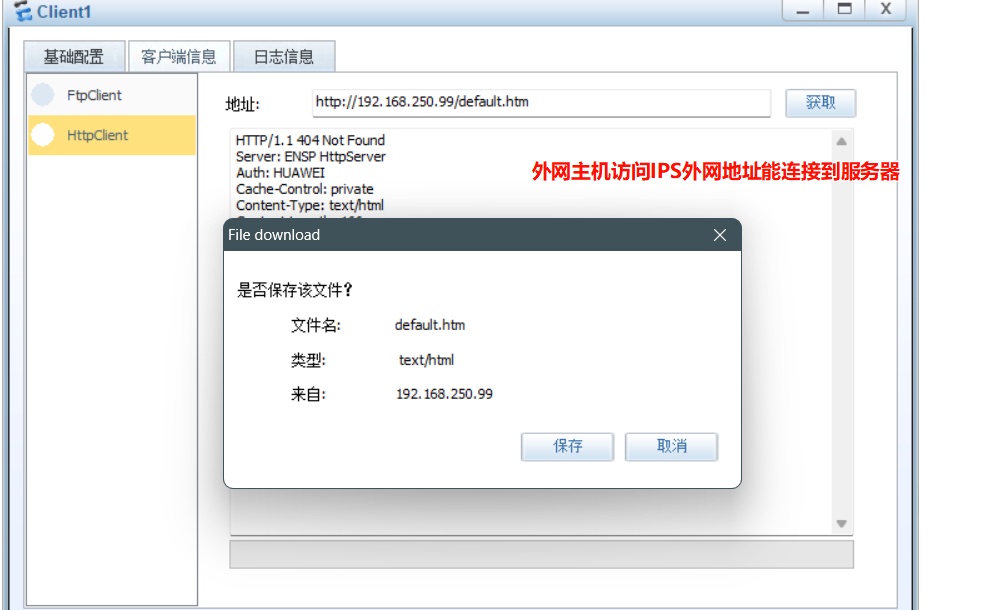 Client1
X
基础配置 客户端信息 日志信息
FtpClient
HttpClient
地址: http://192.168.250.99/default.htm 获取
HTTP/1.1 404 Not Found
Server: ENSP HttpServer
Auth: HUAWEI
Cache-Control: private
Content-Type: text/html
外网主机访问IPS外网地址能连接到服务器
File download
是否保存该文件?
文件名: default.htm
类型: text/html
来自: 192.168.250.99
保存 取消